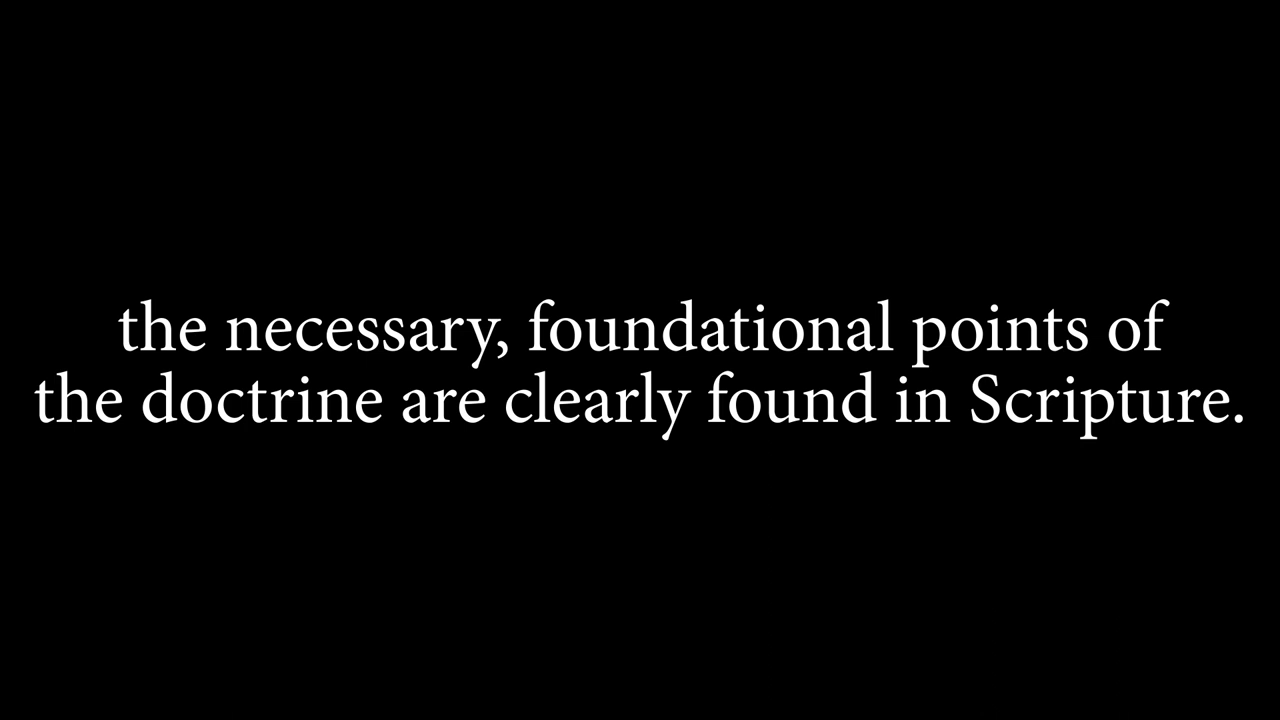 the necessary, foundational points of
the doctrine are clearly found in Scripture.